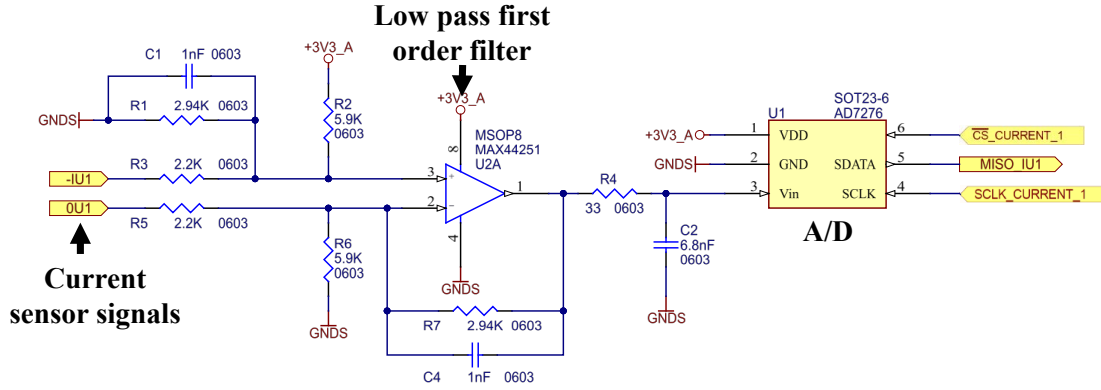 Low pass first
order filter
C1
1nF 0603
+3V3_A
R1
2.94K 0603
GNDS
R2
5.9K
0603
+3V3_A
MSOP8
MAX44251
U2A
8
R3
2.2K 0603
-IU1
3
+
1
0U1
2
-
R5
2.2K 0603
4
R6
5.9K
0603
GNDS
GNDS
R7
2.94K 0603
C4
1nF 0603
R4
33 0603
C2
6.8nF
0603
GNDS
SOT23-6
U1
AD7276
+3V3_A
1
VDD
6
CS_CURRENT_1
GNDS
2
GND
SDATA
5
MISO_IU1
3
Vin
SCLK
4
SCLK_CURRENT_1
A/D
Current
sensor signals